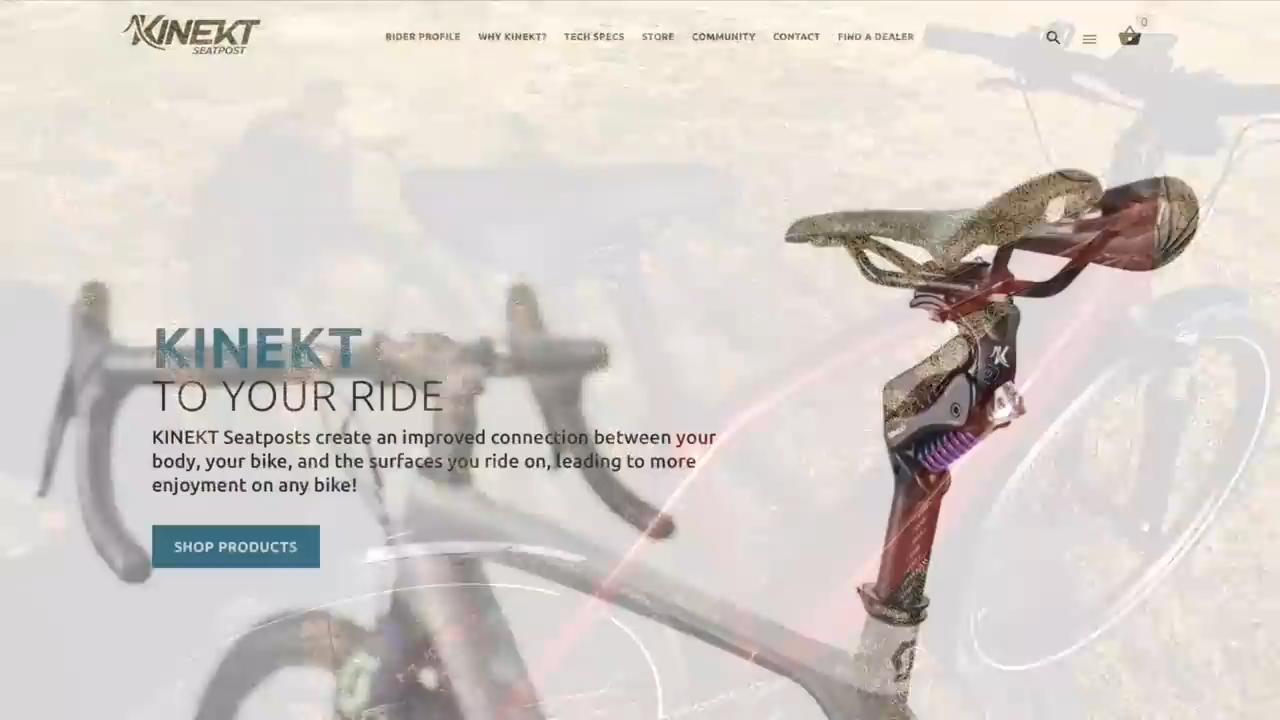 KINEKT
SEATPOST
RIDER PROFILE WHY KINEKT? TECH SPECS STORE COMMUNITY CONTACT FIND A DEALER
0
KINEKT
TO YOUR RIDE
KINEKT Seatposts create an improved connection between your
body, your bike, and the surfaces you ride on, leading to more
enjoyment on any bike!
SHOP PRODUCTS